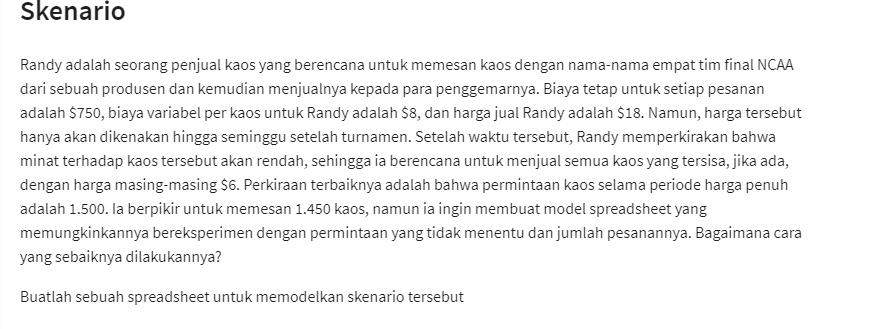 Skenario
Randy adalah seorang penjual kaos yang berencana untuk memesan kaos dengan nama-nama empat tim final NCAA
dari sebuah produsen dan kemudian menjualnya kepada para penggemarnya. Biaya tetap untuk setiap pesanan
adalah $750, biaya variabel per kaos untuk Randy adalah $8, dan harga jual Randy adalah $18. Namun, harga tersebut
hanya akan dikenakan hingga seminggu setelah turnamen. Setelah waktu tersebut, Randy memperkirakan bahwa
minat terhadap kaos tersebut akan rendah, sehingga ia berencana untuk menjual semua kaos yang tersisa, jika ada,
dengan harga masing-masing $6. Perkiraan terbaiknya adalah bahwa permintaan kaos selama periode harga penuh
adalah 1.500. Ia berpikir untuk memesan 1.450 kaos, namun ia ingin membuat model spreadsheet yang
memungkinkannya bereksperimen dengan permintaan yang tidak menentu dan jumlah pesanannya. Bagaimana cara
yang sebaiknya dilakukannya?
Buatlah sebuah spreadsheet untuk memodelkan skenario tersebut